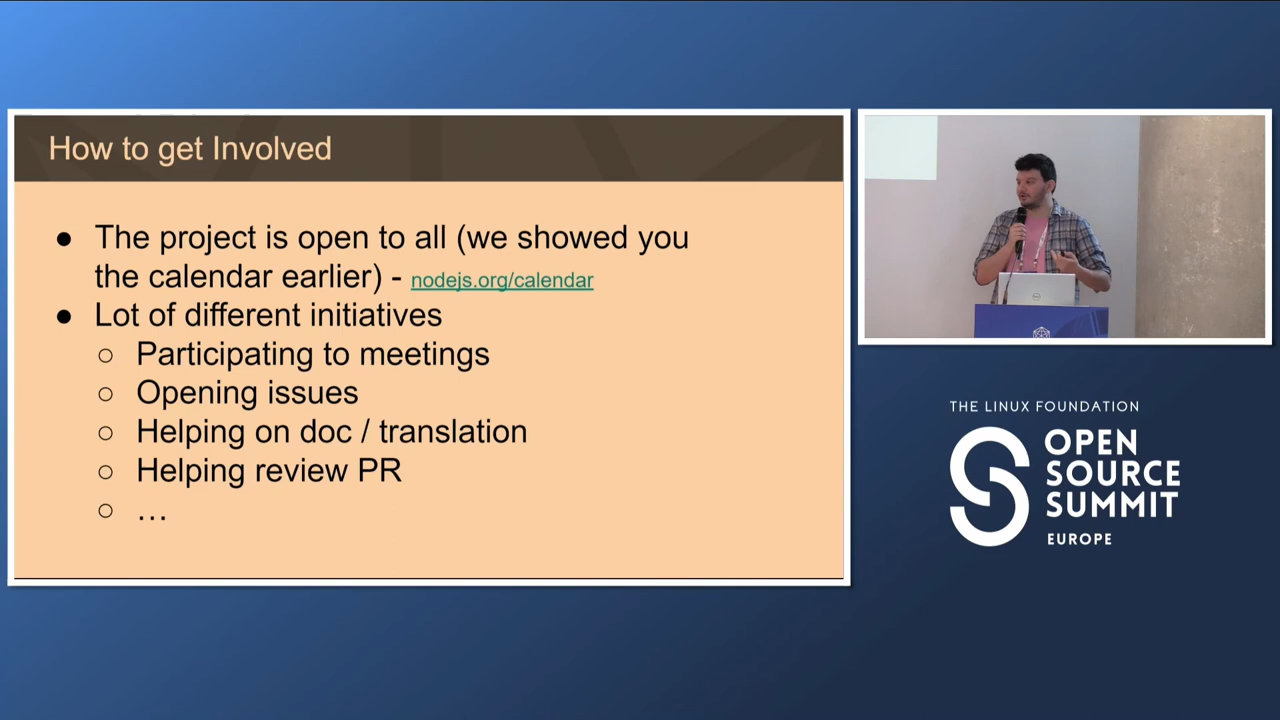 How to get Involved
● The project is open to all (we showed you
the calendar earlier) - nodejs.org/calendar
● Lot of different initiatives
○ Participating to meetings
○ Opening issues
○ Helping on doc / translation
○ Helping review PR
○ …
THE LINUX FOUNDATION
OPEN
SOURCE
SUMMIT
EUROPE